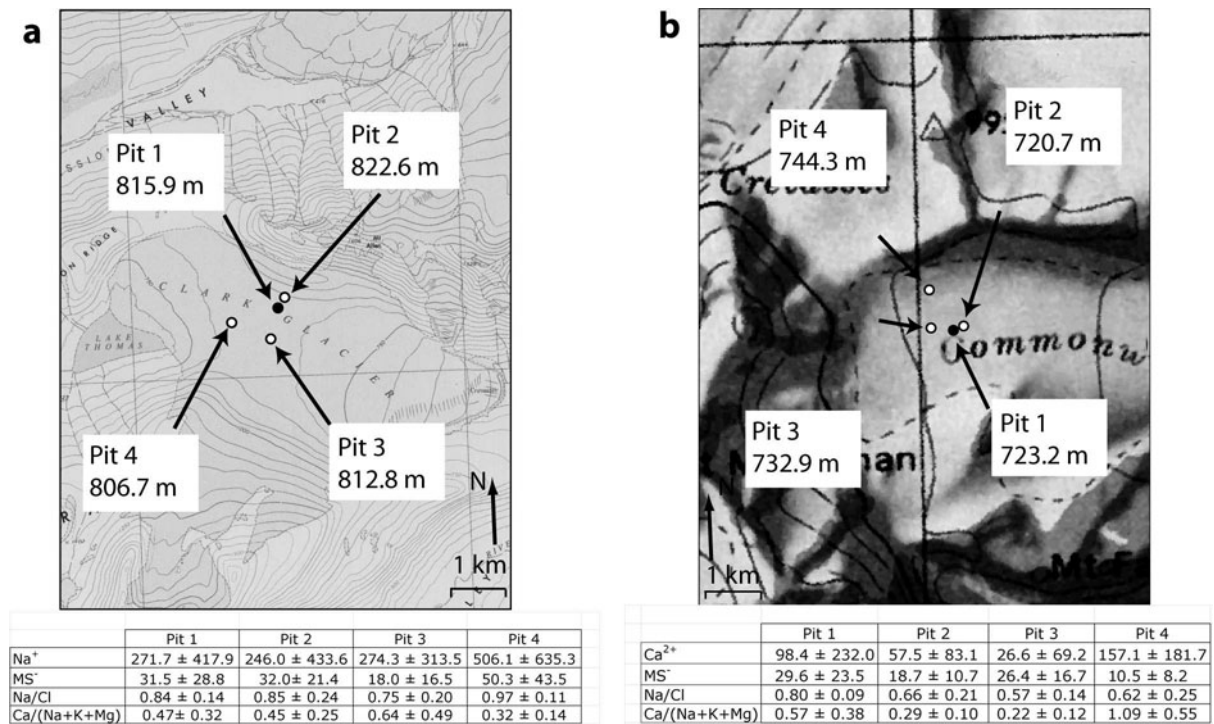 a
VALLEY
Pit 1
815.9 m
Pit 2
822.6 m
CLARK GLACIER
LAKE
THOMAS
Pit 4
806.7 m
Pit 3
812.8 m
N
1 km
Pit 1 Pit 2 Pit 3 Pit 4
Na⁺ 271.7 ± 417.9 246.0 ± 433.6 274.3 ± 313.5 506.1 ± 635.3
MS⁻ 31.5 ± 28.8 32.0± 21.4 18.0 ± 16.5 50.3 ± 43.5
Na/Cl 0.84 ± 0.14 0.85 ± 0.24 0.75 ± 0.20 0.97 ± 0.11
Ca/(Na+K+Mg) 0.47± 0.32 0.45 ± 0.25 0.64 ± 0.49 0.32 ± 0.14
b
Pit 4
744.3 m
Pit 2
720.7 m
Commonw
Pit 3
732.9 m
Pit 1
723.2 m
N
1 km
Pit 1 Pit 2 Pit 3 Pit 4
Ca²⁺ 98.4 ± 232.0 57.5 ± 83.1 26.6 ± 69.2 157.1 ± 181.7
MS⁻ 29.6 ± 23.5 18.7 ± 10.7 26.4 ± 16.7 10.5 ± 8.2
Na/Cl 0.80 ± 0.09 0.66 ± 0.21 0.57 ± 0.14 0.62 ± 0.25
Ca/(Na+K+Mg) 0.57 ± 0.38 0.29 ± 0.10 0.22 ± 0.12 1.09 ± 0.55